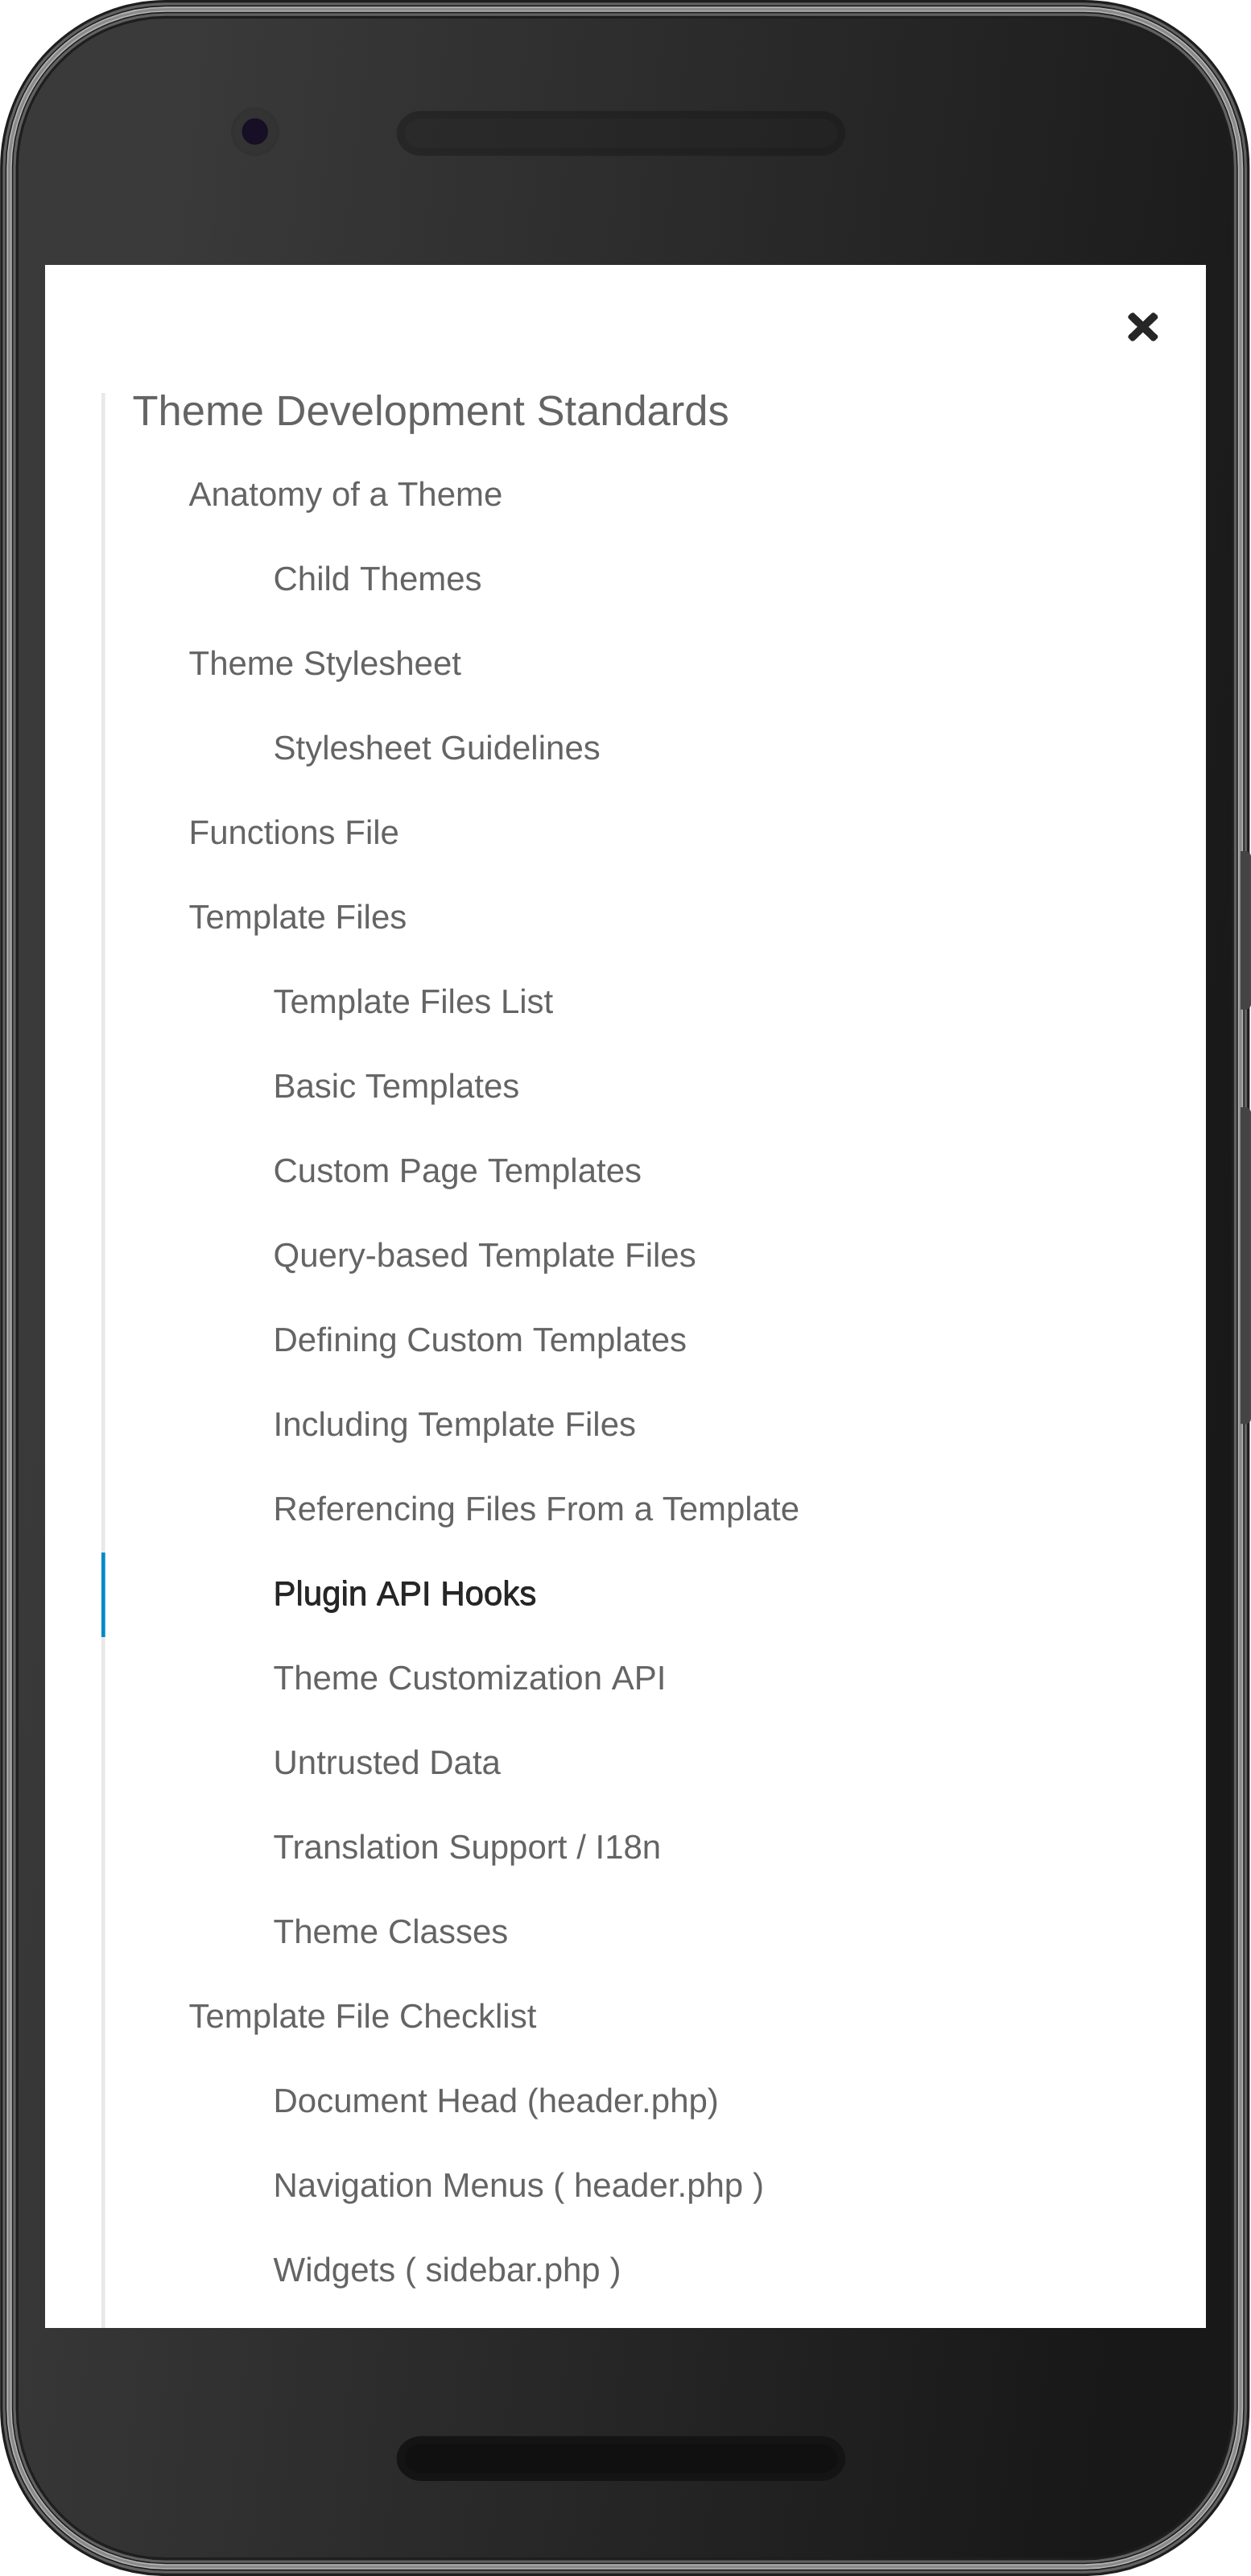 Theme Development Standards
Anatomy of a Theme
Child Themes
Theme Stylesheet
Stylesheet Guidelines
Functions File
Template Files
Template Files List
Basic Templates
Custom Page Templates
Query-based Template Files
Defining Custom Templates
Including Template Files
Referencing Files From a Template
Plugin API Hooks
Theme Customization API
Untrusted Data
Translation Support / I18n
Theme Classes
Template File Checklist
Document Head (header.php)
Navigation Menus ( header.php )
Widgets ( sidebar.php )